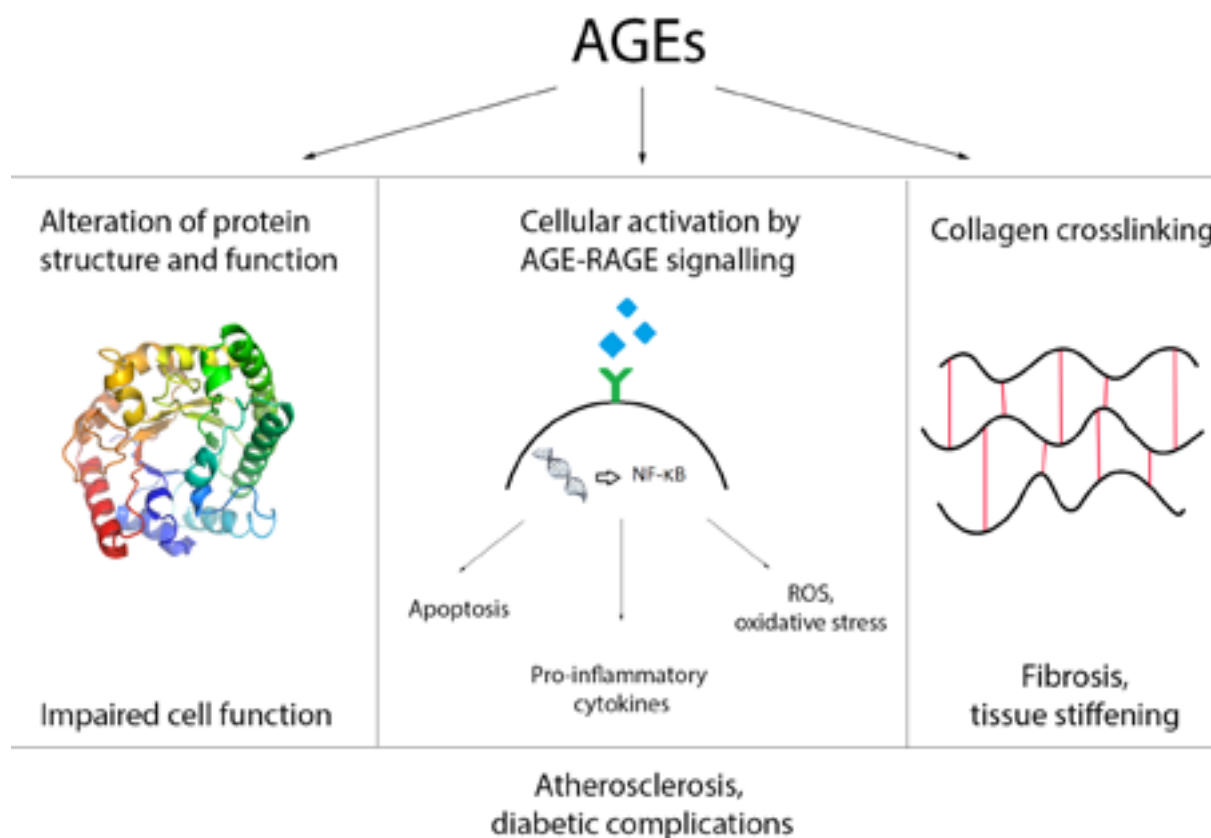 AGEs
Alteration of protein
structure and function
Impaired cell function
Cellular activation by
AGE-RAGE signalling
NF-κB
Apoptosis
Pro-inflammatory
cytokines
ROS,
oxidative stress
Collagen crosslinking
Fibrosis,
tissue stiffening
Atherosclerosis,
diabetic complications